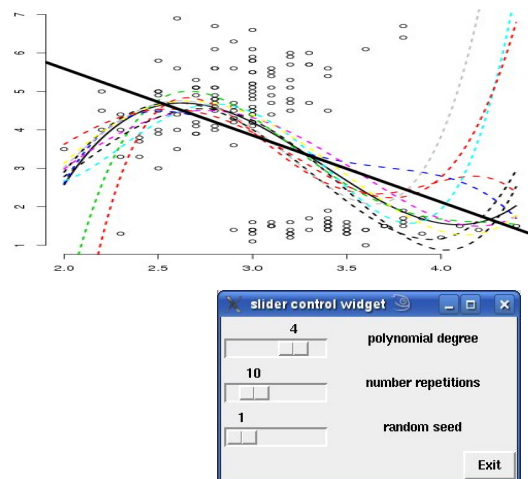 7
6
5
4
3
2
1
2.0 2.5 3.0 3.5 4.0
slider control widget
4
polynomial degree
10
number repetitions
1
random seed
Exit